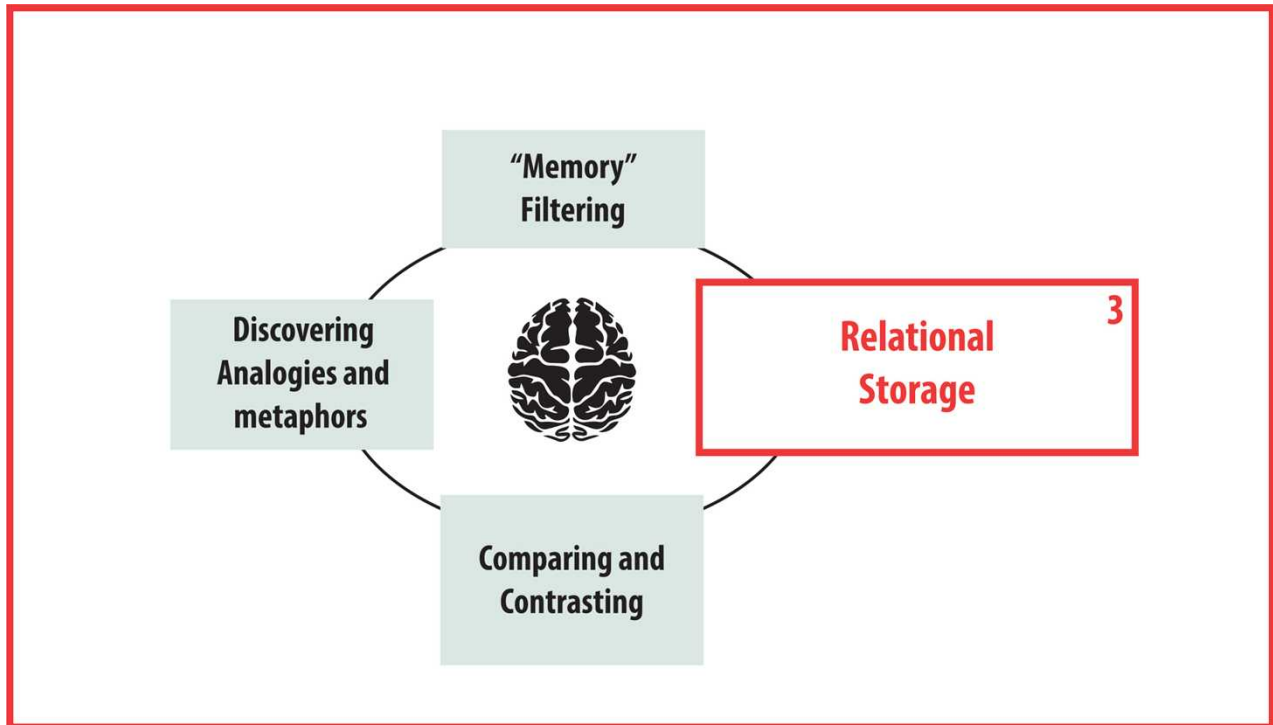 “Memory”
Filtering
Discovering
Analogies and
metaphors
3
Relational
Storage
Comparing and
Contrasting